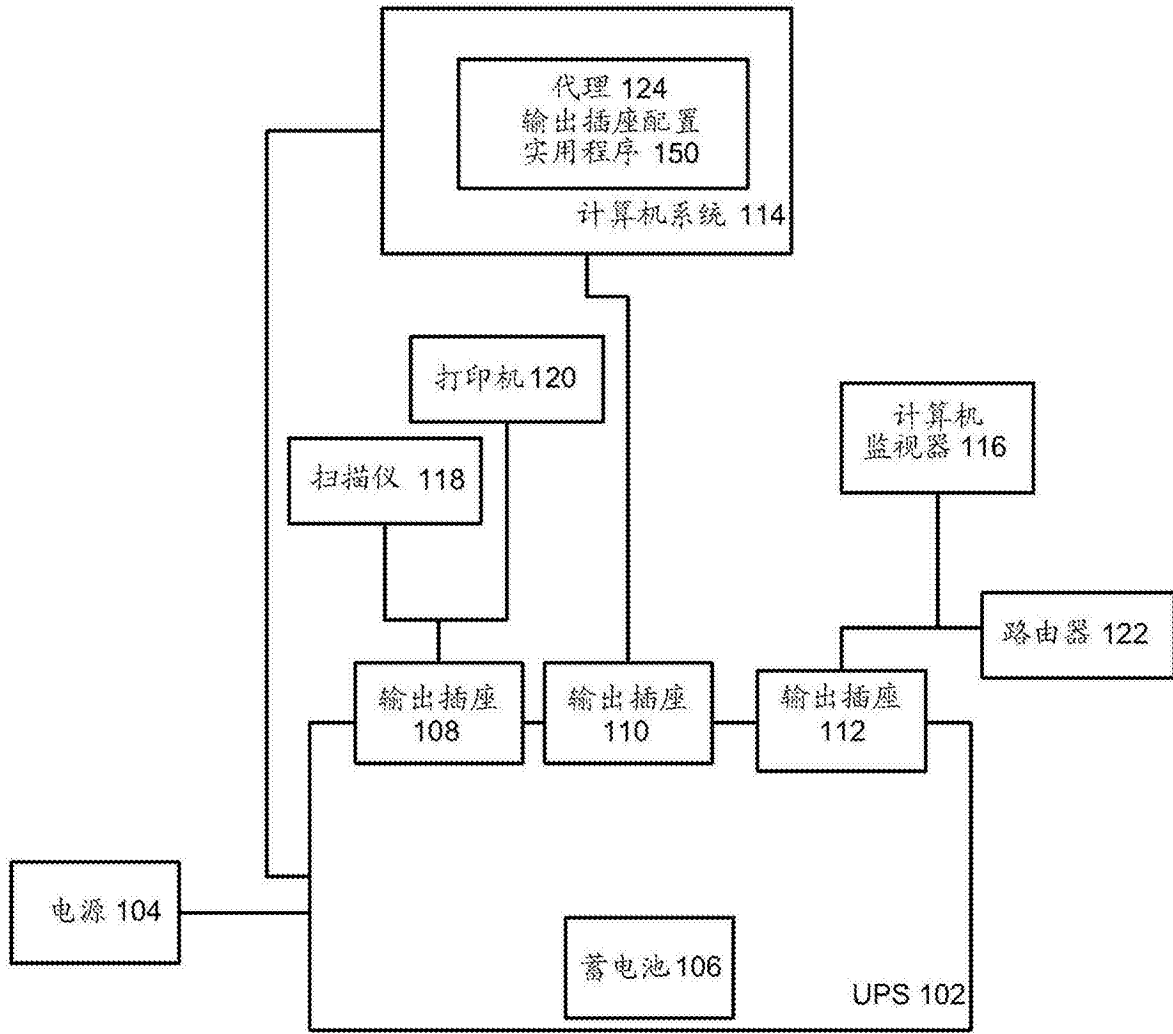 代理 124
输出插座配置
实用程序 150
计算机系统 114
打印机 120
计算机
监视器 116
扫描仪 118
路由器 122
输出插座
108
输出插座
110
输出插座
112
电源 104
蓄电池 106
UPS 102